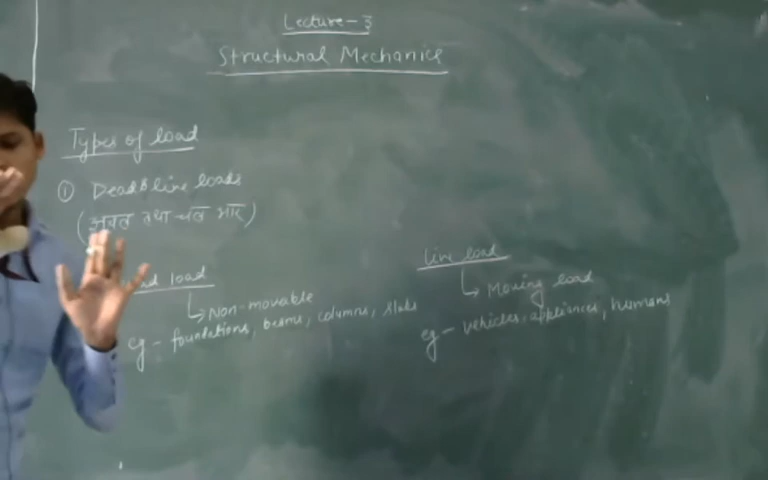 Lecture-3
Structural Mechanics
Types of load
① Dead & live loads
(अचल तथा चल भार)
ad load
↳ Non-movable
eg - foundations, beams, columns, slabs
live load
↳ Moving load
eg - vehicles, appliances, humans